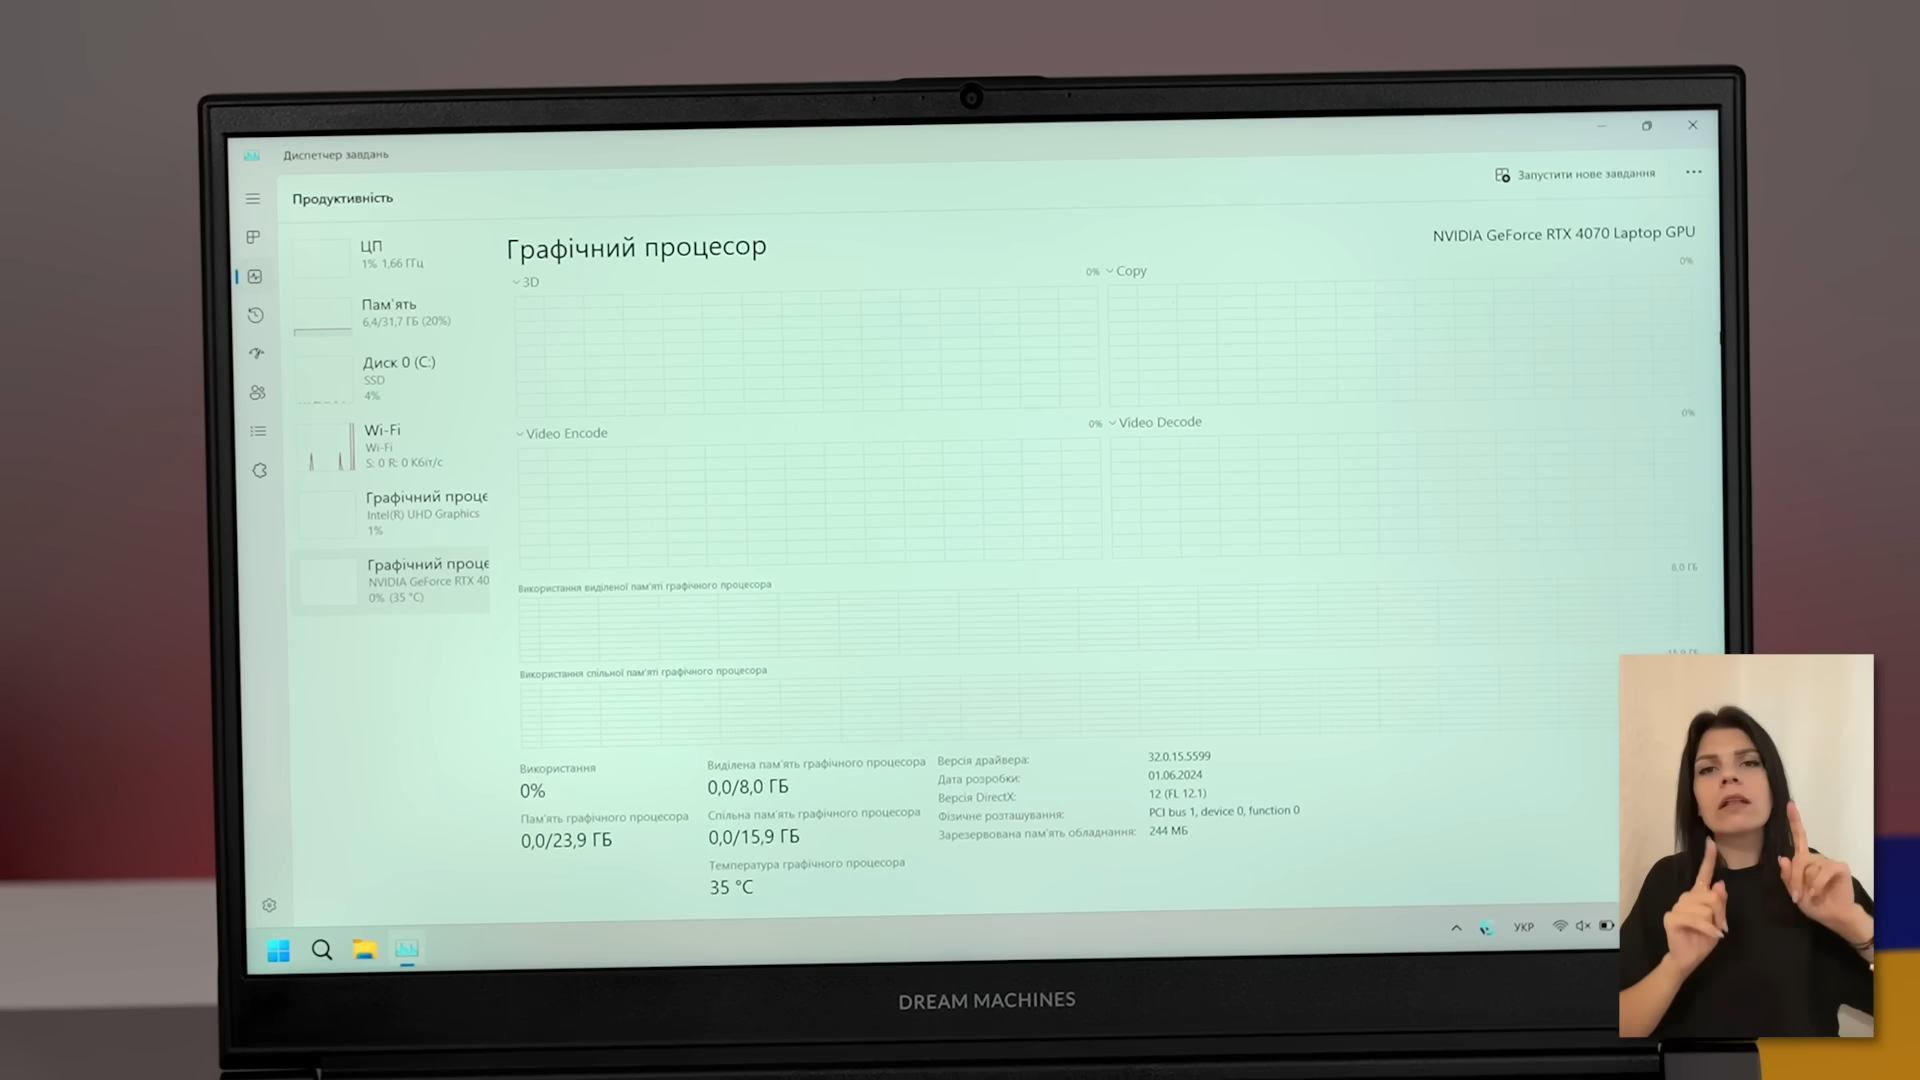 Диспетчер завдань
Продуктивність
Запустити нове завдання
ЦП
1% 1,66 ГГц
Пам'ять
6,4/31,7 ГБ (20%)
Диск 0 (C:)
SSD
4%
Wi-Fi
Wi-Fi
S: 0 R: 0 Кбіт/с
Графічний проце
Intel(R) UHD Graphics
1%
Графічний проце
NVIDIA GeForce RTX 40
0% (35 °C)
Графічний процесор
NVIDIA GeForce RTX 4070 Laptop GPU
3D
0%
Copy
0%
Video Encode
0%
Video Decode
0%
Використання виділеної пам'яті графічного процесора
8,0 ГБ
Використання спільної пам'яті графічного процесора
15,9 ГБ
Використання
0%
Виділена пам'ять графічного процесора
0,0/8,0 ГБ
Пам'ять графічного процесора
0,0/23,9 ГБ
Спільна пам'ять графічного процесора
0,0/15,9 ГБ
Температура графічного процесора
35 °C
Версія драйвера: 32.0.15.5599
Дата розробки: 01.06.2024
Версія DirectX: 12 (FL 12.1)
Фізичне розташування: PCI bus 1, device 0, function 0
Зарезервована пам'ять обладнання: 244 МБ
УКР
DREAM MACHINES